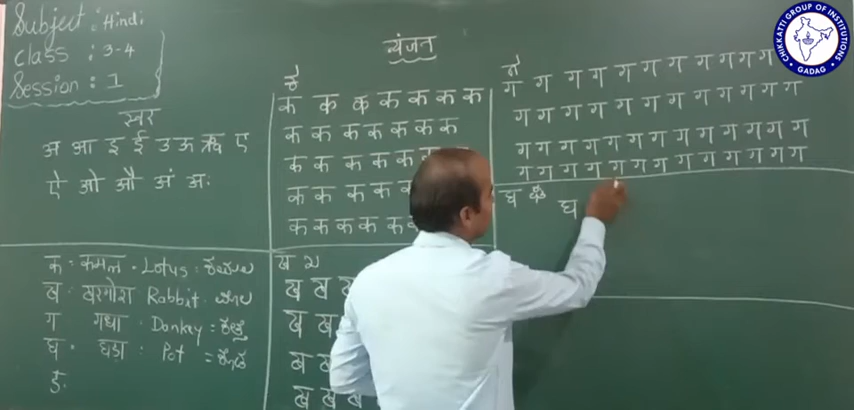 Subject : Hindi
Class : 3-4
Session : 1
स्वर
अ आ इ ई उ ऊ ऋ ए
ऐ ओ औ अं अः
क : कमल - Lotus :
ख : खरगोश Rabbit
ग गधा : Donkey =
घ : घडा : Pot =
ङ
व्यंजन
क क क क क क क क
क क क क क क क
क क क क क
क क क क
क क क क क
ख
ख ख ख
ख ख
ख ख
ख ख ख
ग ग ग ग ग ग ग ग ग ग ग
ग ग ग ग ग ग ग ग ग ग ग ग
ग ग ग ग ग ग ग ग ग ग ग ग ग
ग ग ग ग ग ग ग ग ग ग ग ग ग
घ
घ
CHIKKATTI GROUP OF INSTITUTIONS
GADAG